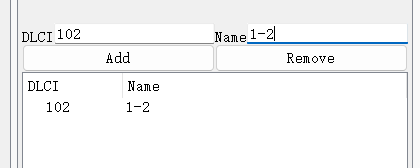 DLCI 102 Name 1-2
Add Remove
DLCI Name
102 1-2